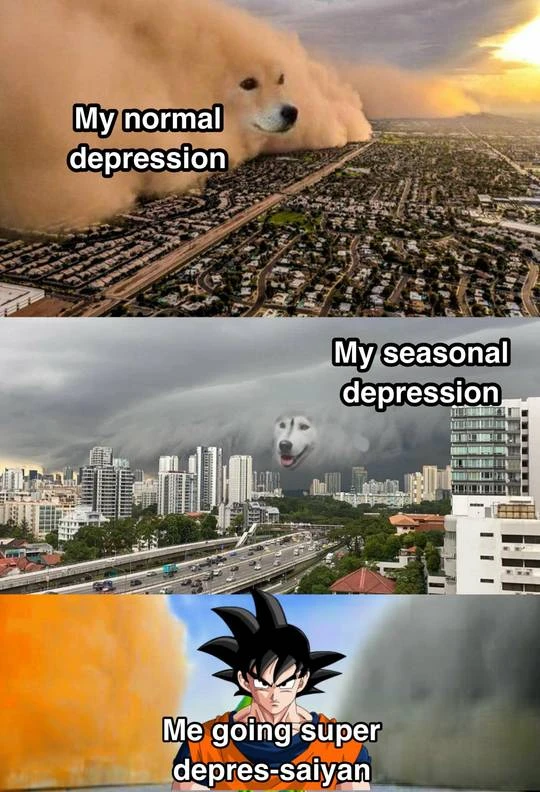 My normal
depression
My seasonal
depression
Me going super
depres-saiyan